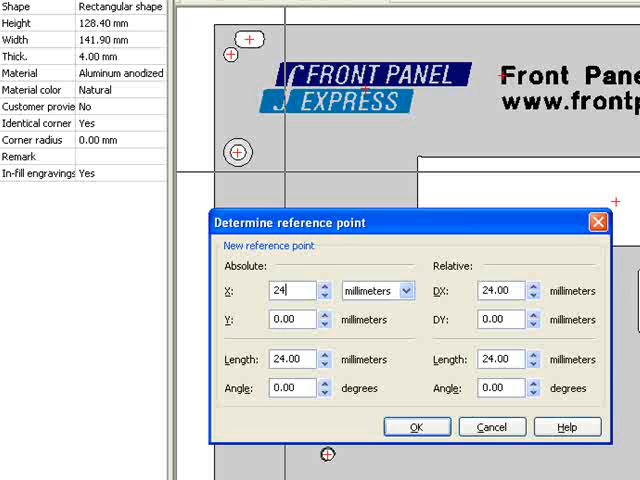 Shape Rectangular shape
Height 128.40 mm
Width 141.90 mm
Thick. 4.00 mm
Material Aluminum anodized
Material color Natural
Customer provie No
Identical corner Yes
Corner radius 0.00 mm
Remark
In-fill engravings Yes
FRONT PANEL
EXPRESS
Front Pane
www.frontp
Determine reference point
New reference point
Absolute: Relative:
X: 24 millimeters DX: 24.00 millimeters
Y: 0.00 millimeters DY: 0.00 millimeters
Length: 24.00 millimeters Length: 24.00 millimeters
Angle: 0.00 degrees Angle: 0.00 degrees
OK Cancel Help